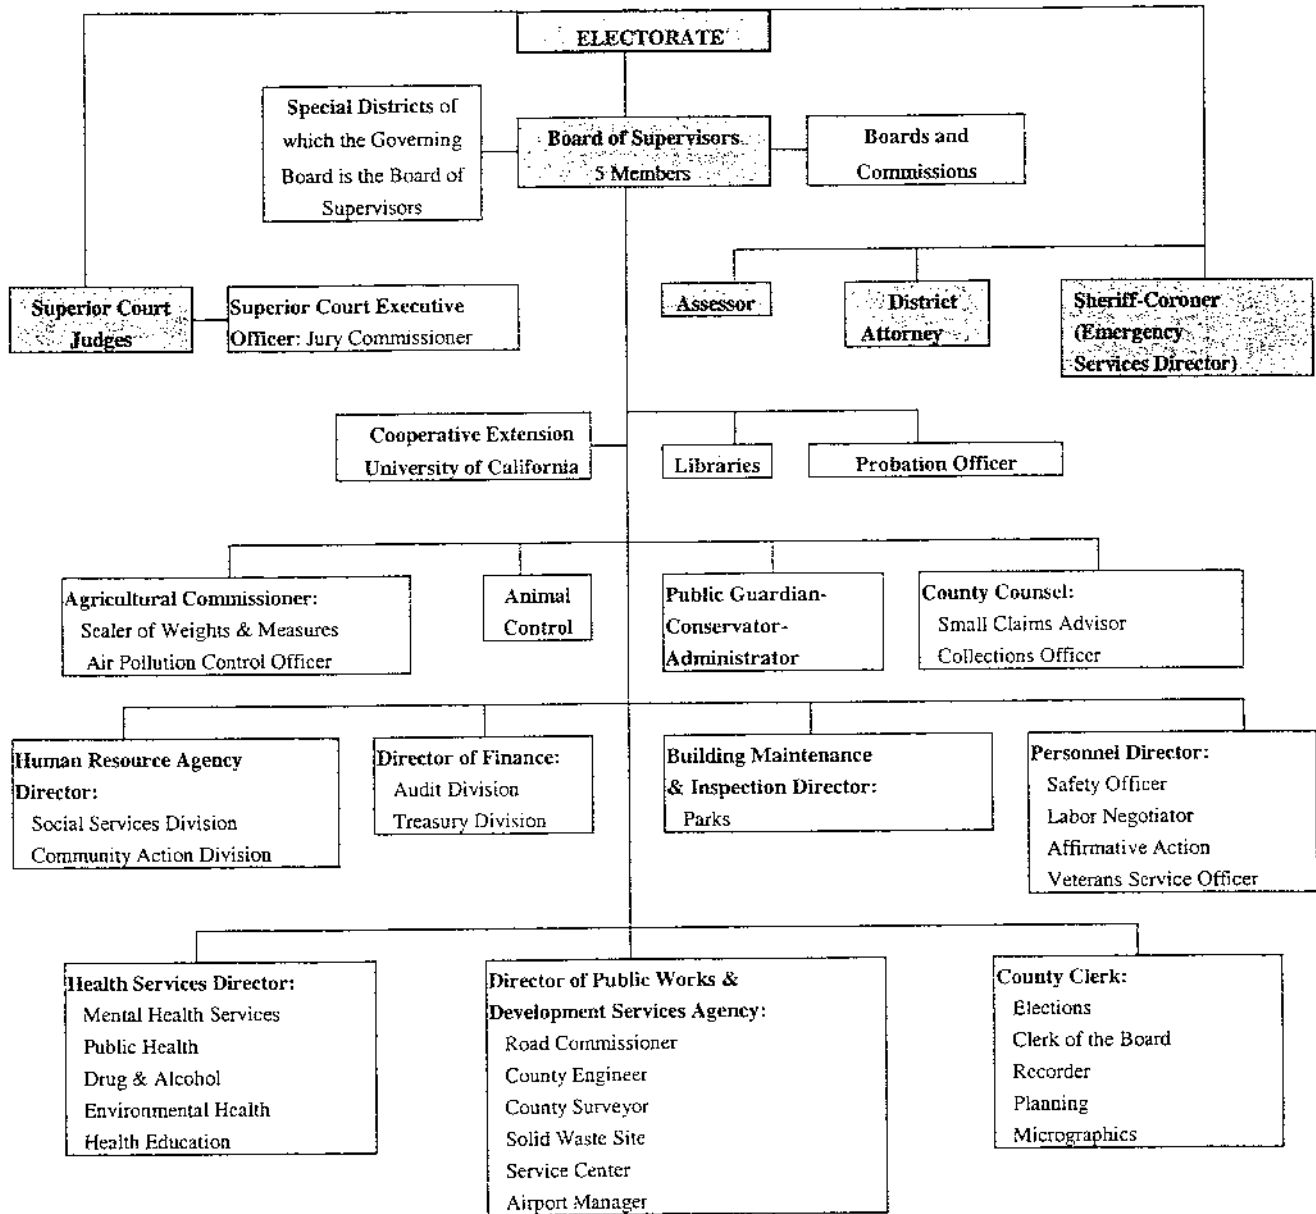 ELECTORATE
Special Districts of
which the Governing
Board is the Board of
Supervisors
Board of Supervisors
5 Members
Boards and
Commissions
Superior Court
Judges
Superior Court Executive
Officer: Jury Commissioner
Assessor
District
Attorney
Sheriff-Coroner
(Emergency
Services Director)
Cooperative Extension
University of California
Libraries
Probation Officer
Agricultural Commissioner:
Sealer of Weights & Measures
Air Pollution Control Officer
Animal
Control
Public Guardian-
Conservator-
Administrator
County Counsel:
Small Claims Advisor
Collections Officer
Human Resource Agency
Director:
Social Services Division
Community Action Division
Director of Finance:
Audit Division
Treasury Division
Building Maintenance
& Inspection Director:
Parks
Personnel Director:
Safety Officer
Labor Negotiator
Affirmative Action
Veterans Service Officer
Health Services Director:
Mental Health Services
Public Health
Drug & Alcohol
Environmental Health
Health Education
Director of Public Works &
Development Services Agency:
Road Commissioner
County Engineer
County Surveyor
Solid Waste Site
Service Center
Airport Manager
County Clerk:
Elections
Clerk of the Board
Recorder
Planning
Micrographics